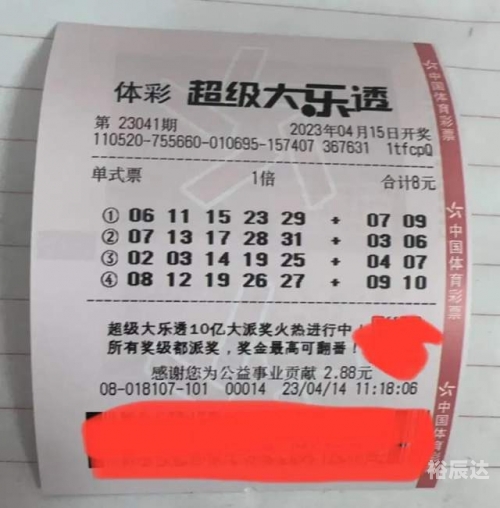 体彩 超级大乐透
第 23041期 2023年04月15日开奖
110520-755660-010695-157407 367631 1tfcpQ
单式票 1倍 合计8元
① 06 11 15 23 29 + 07 09
② 07 13 17 28 31 + 03 06
③ 02 03 14 19 25 + 04 07
④ 08 12 19 26 27 + 09 10
超级大乐透10亿大派奖火热进行中！
所有奖级都派奖，奖金最高可翻番！
感谢您为公益事业贡献 2.88元
08-018107-101 00014 23/04/14 11:18:06
中国体育彩票
中国体育彩票
中国体育彩票
裕辰达